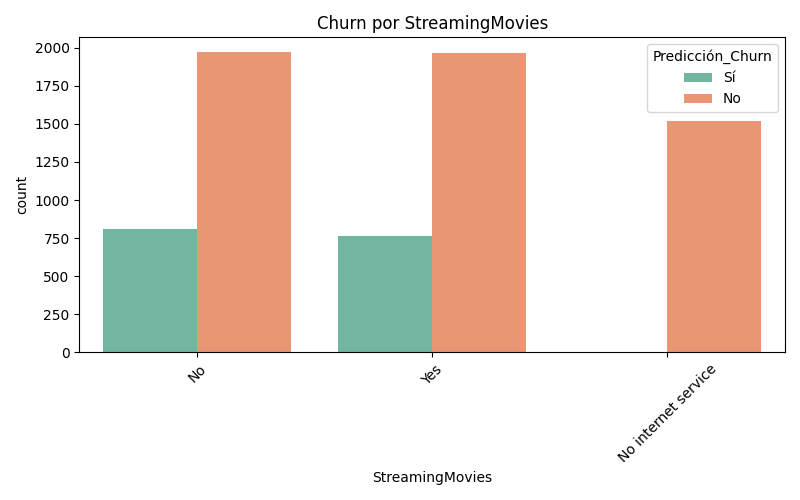 Churn por StreamingMovies
Predicción_Churn
Sí
No
2000
1750
1500
1250
1000
750
500
250
0
count
No
Yes
No internet service
StreamingMovies